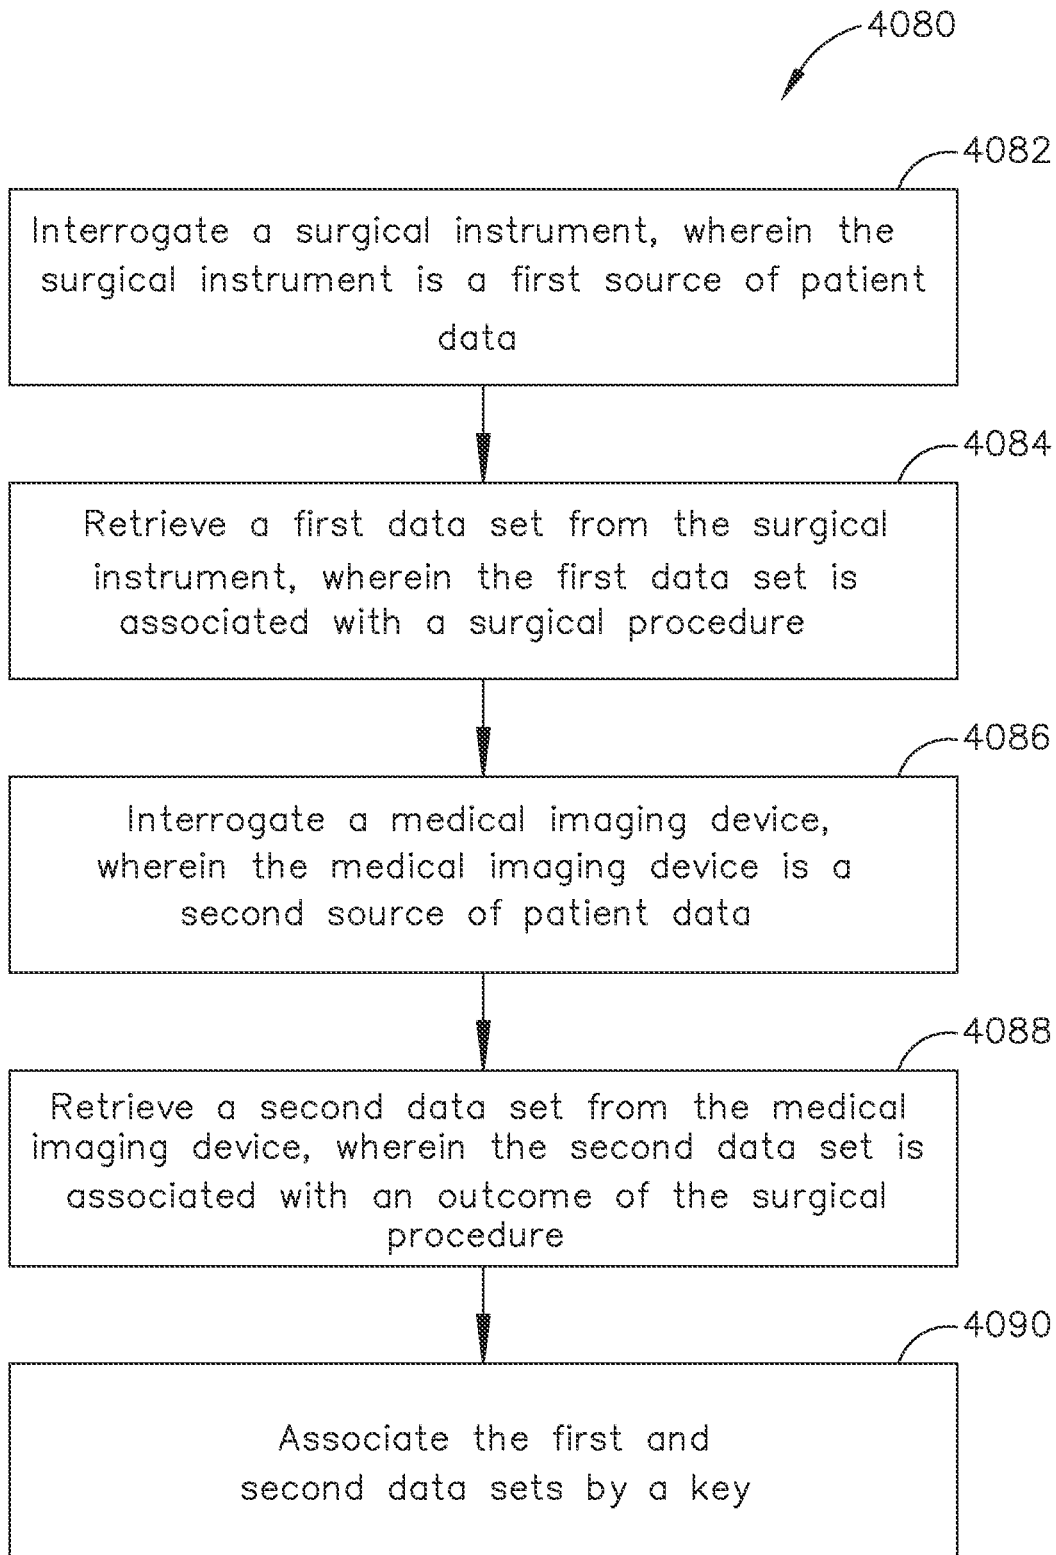 4080
4082
Interrogate a surgical instrument, wherein the
surgical instrument is a first source of patient
data
4084
Retrieve a first data set from the surgical
instrument, wherein the first data set is
associated with a surgical procedure
4086
Interrogate a medical imaging device,
wherein the medical imaging device is a
second source of patient data
4088
Retrieve a second data set from the medical
imaging device, wherein the second data set is
associated with an outcome of the surgical
procedure
4090
Associate the first and
second data sets by a key